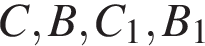 C, B, C₁, B₁